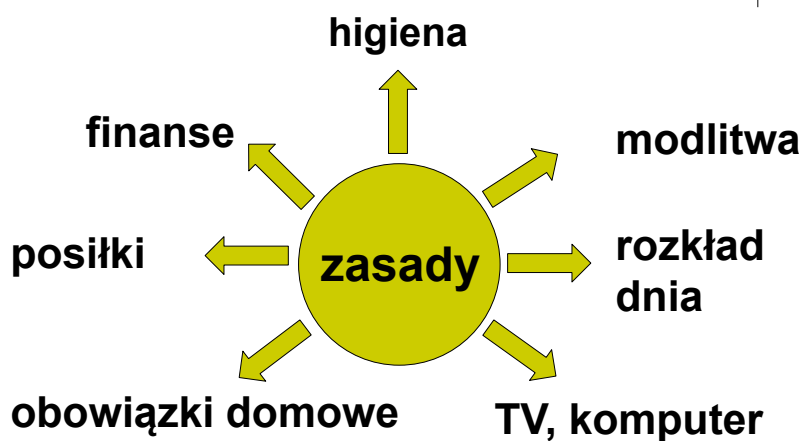 higiena
finanse
modlitwa
posiłki
zasady
rozkład
dnia
obowiązki domowe
TV, komputer